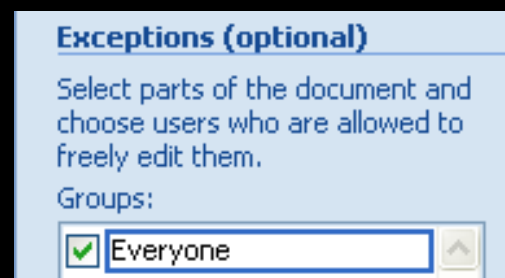 Exceptions (optional)
Select parts of the document and
choose users who are allowed to
freely edit them.
Groups:
Everyone